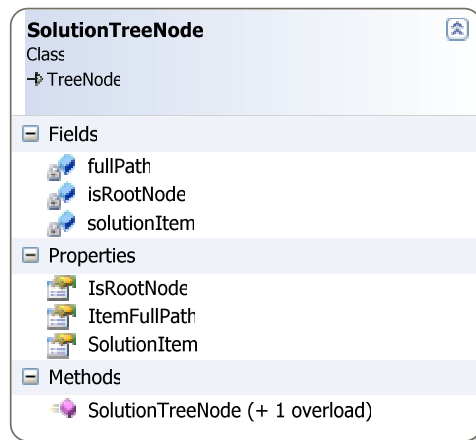 SolutionTreeNode
Class
TreeNode
Fields
fullPath
isRootNode
solutionItem
Properties
IsRootNode
ItemFullPath
SolutionItem
Methods
SolutionTreeNode (+ 1 overload)